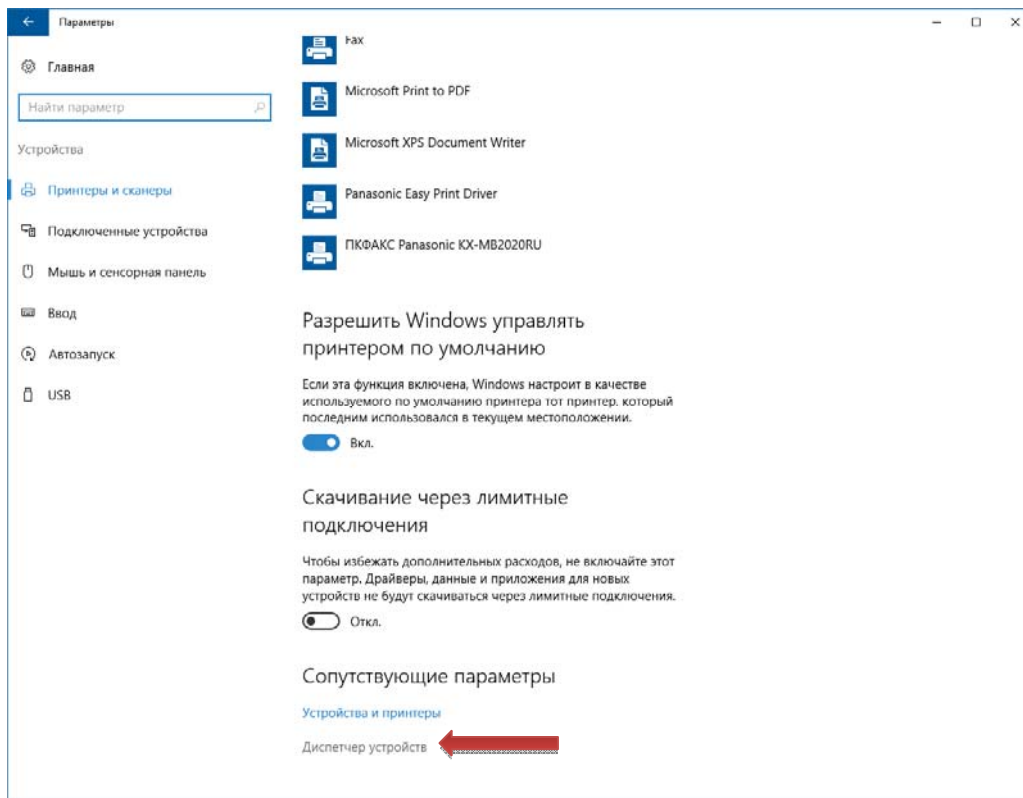 Параметры
Главная
Найти параметр
Устройства
Принтеры и сканеры
Подключенные устройства
Мышь и сенсорная панель
Ввод
Автозапуск
USB
Fax
Microsoft Print to PDF
Microsoft XPS Document Writer
Panasonic Easy Print Driver
ПКФАКС Panasonic KX-MB2020RU
Разрешить Windows управлять
принтером по умолчанию
Если эта функция включена, Windows настроит в качестве
используемого по умолчанию принтера тот принтер, который
последним использовался в текущем местоположении.
Вкл.
Скачивание через лимитные
подключения
Чтобы избежать дополнительных расходов, не включайте этот
параметр. Драйверы, данные и приложения для новых
устройств не будут скачиваться через лимитные подключения.
Откл.
Сопутствующие параметры
Устройства и принтеры
Диспетчер устройств